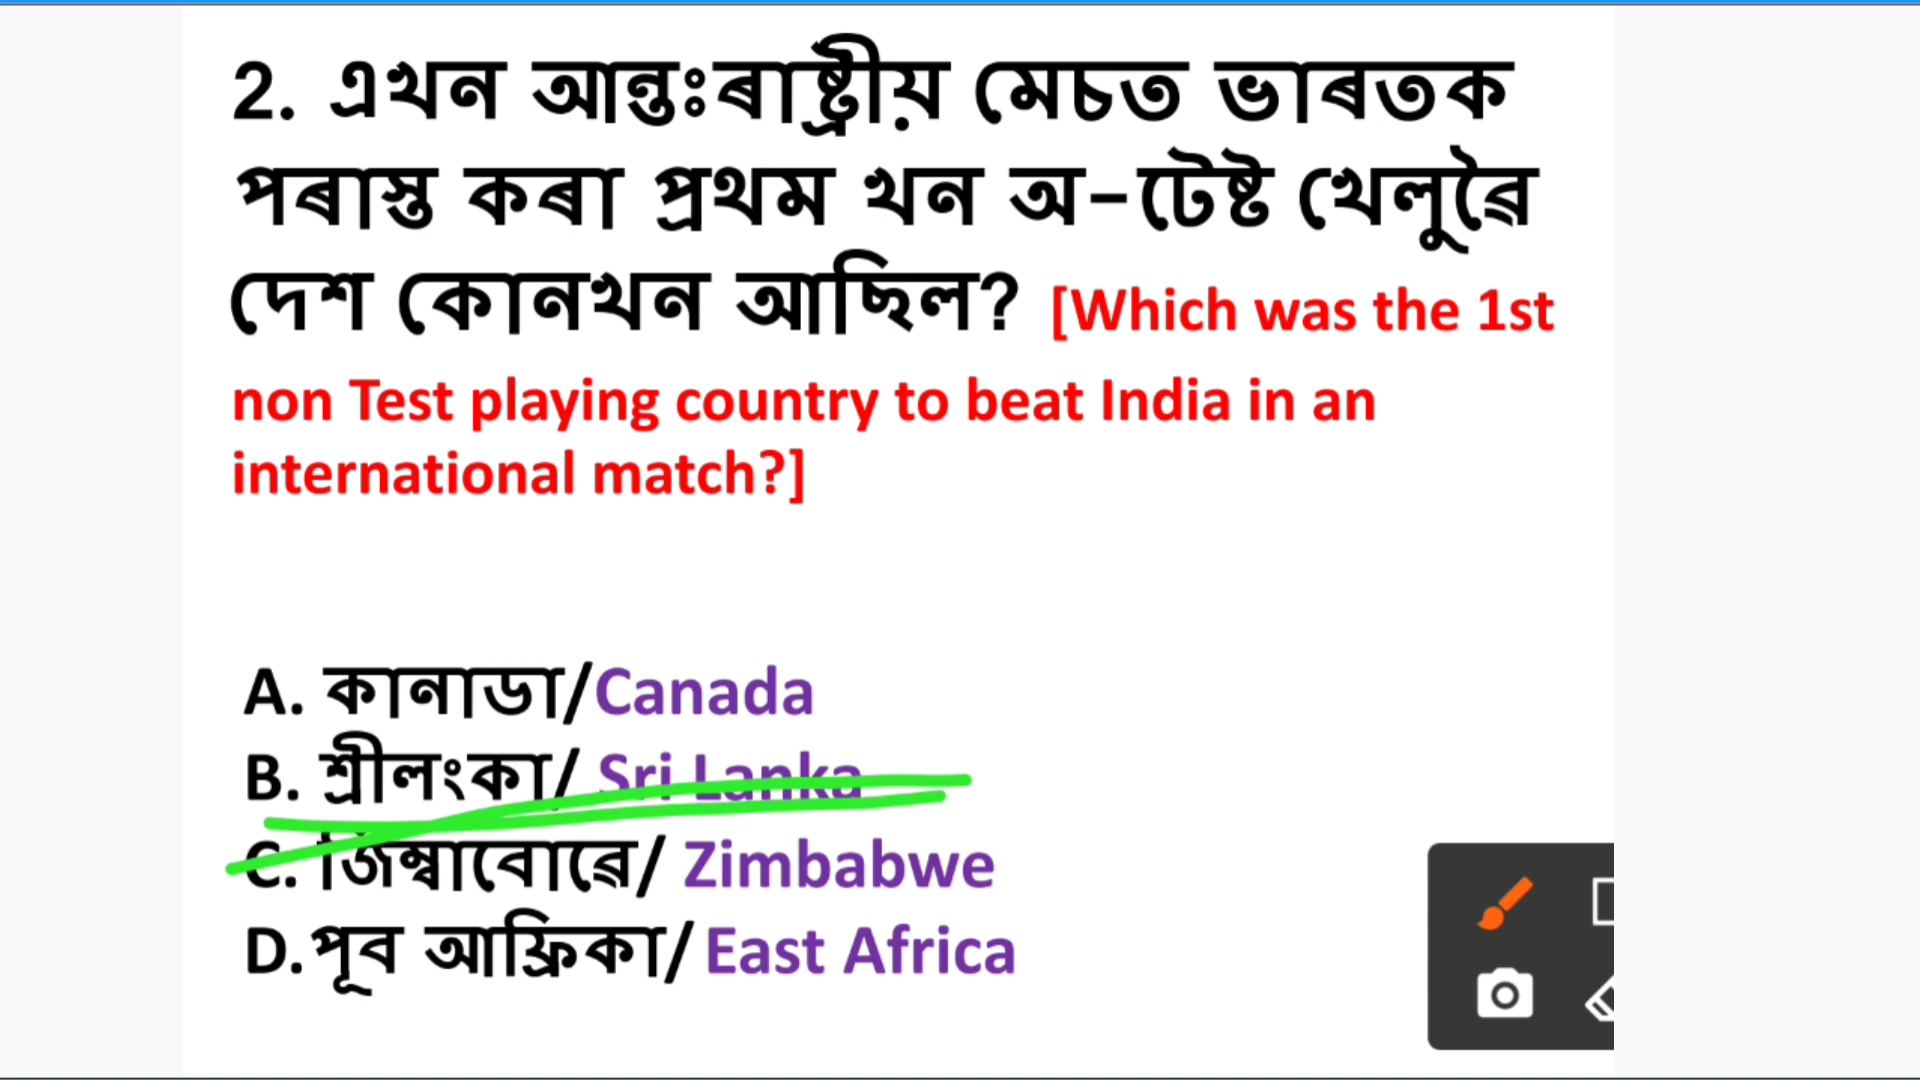 2. এখন আন্তঃৰাষ্ট্ৰীয় মেচত ভাৰতক
পৰাস্ত কৰা প্ৰথম খন অ-টেষ্ট খেলুৱৈ
দেশ কোনখন আছিল? [Which was the 1st
non Test playing country to beat India in an
international match?]
A. কানাডা/Canada
B. শ্ৰীলংকা/ Sri Lanka
C. জিম্বাবোৱে/ Zimbabwe
D.পূব আফ্ৰিকা/ East Africa